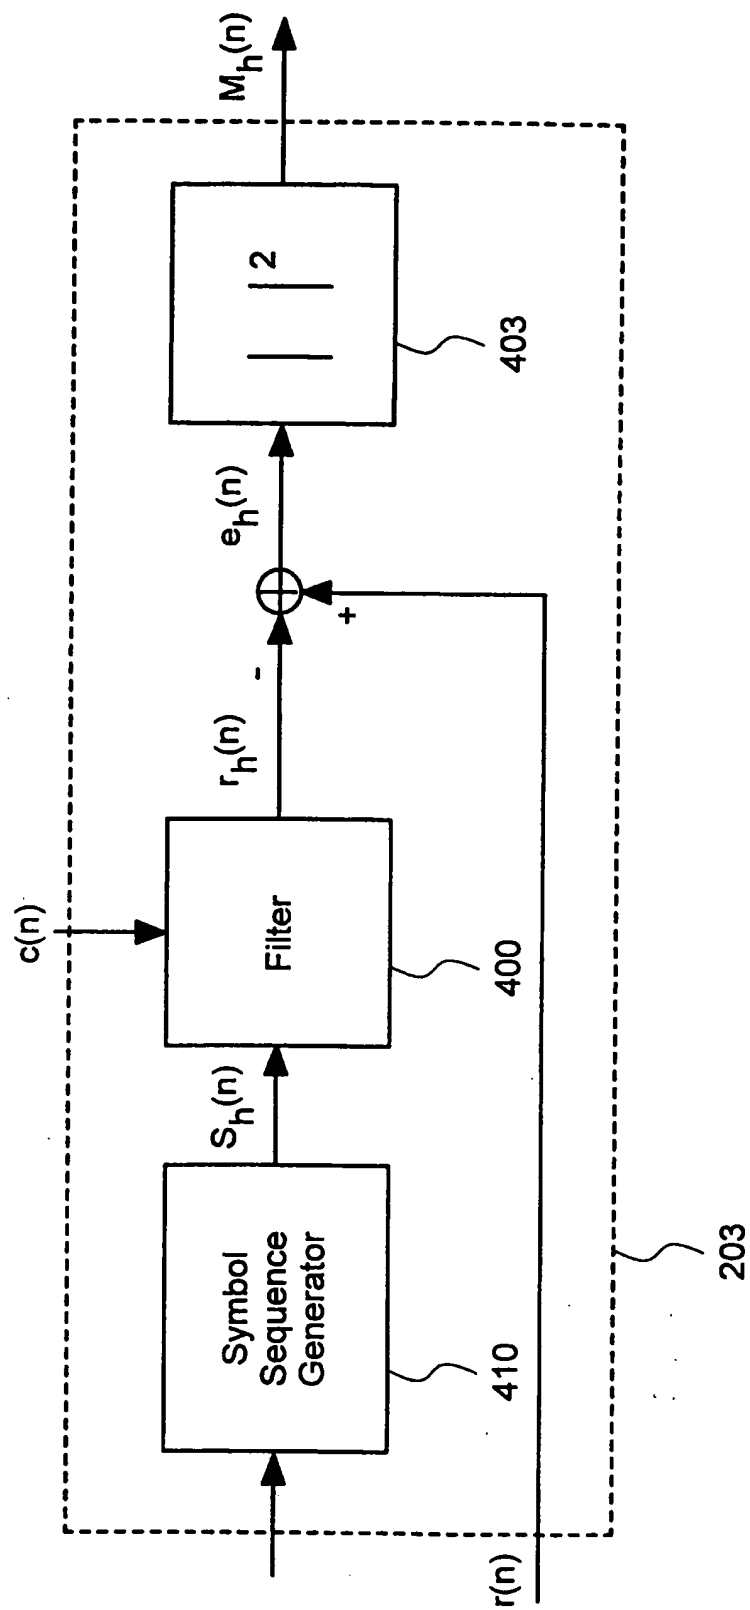 c(n)
Symbol
Sequence
Generator
410
S_h(n)
Filter
400
r_h(n)
-
+
e_h(n)
| |^2
403
M_h(n)
r(n)
203